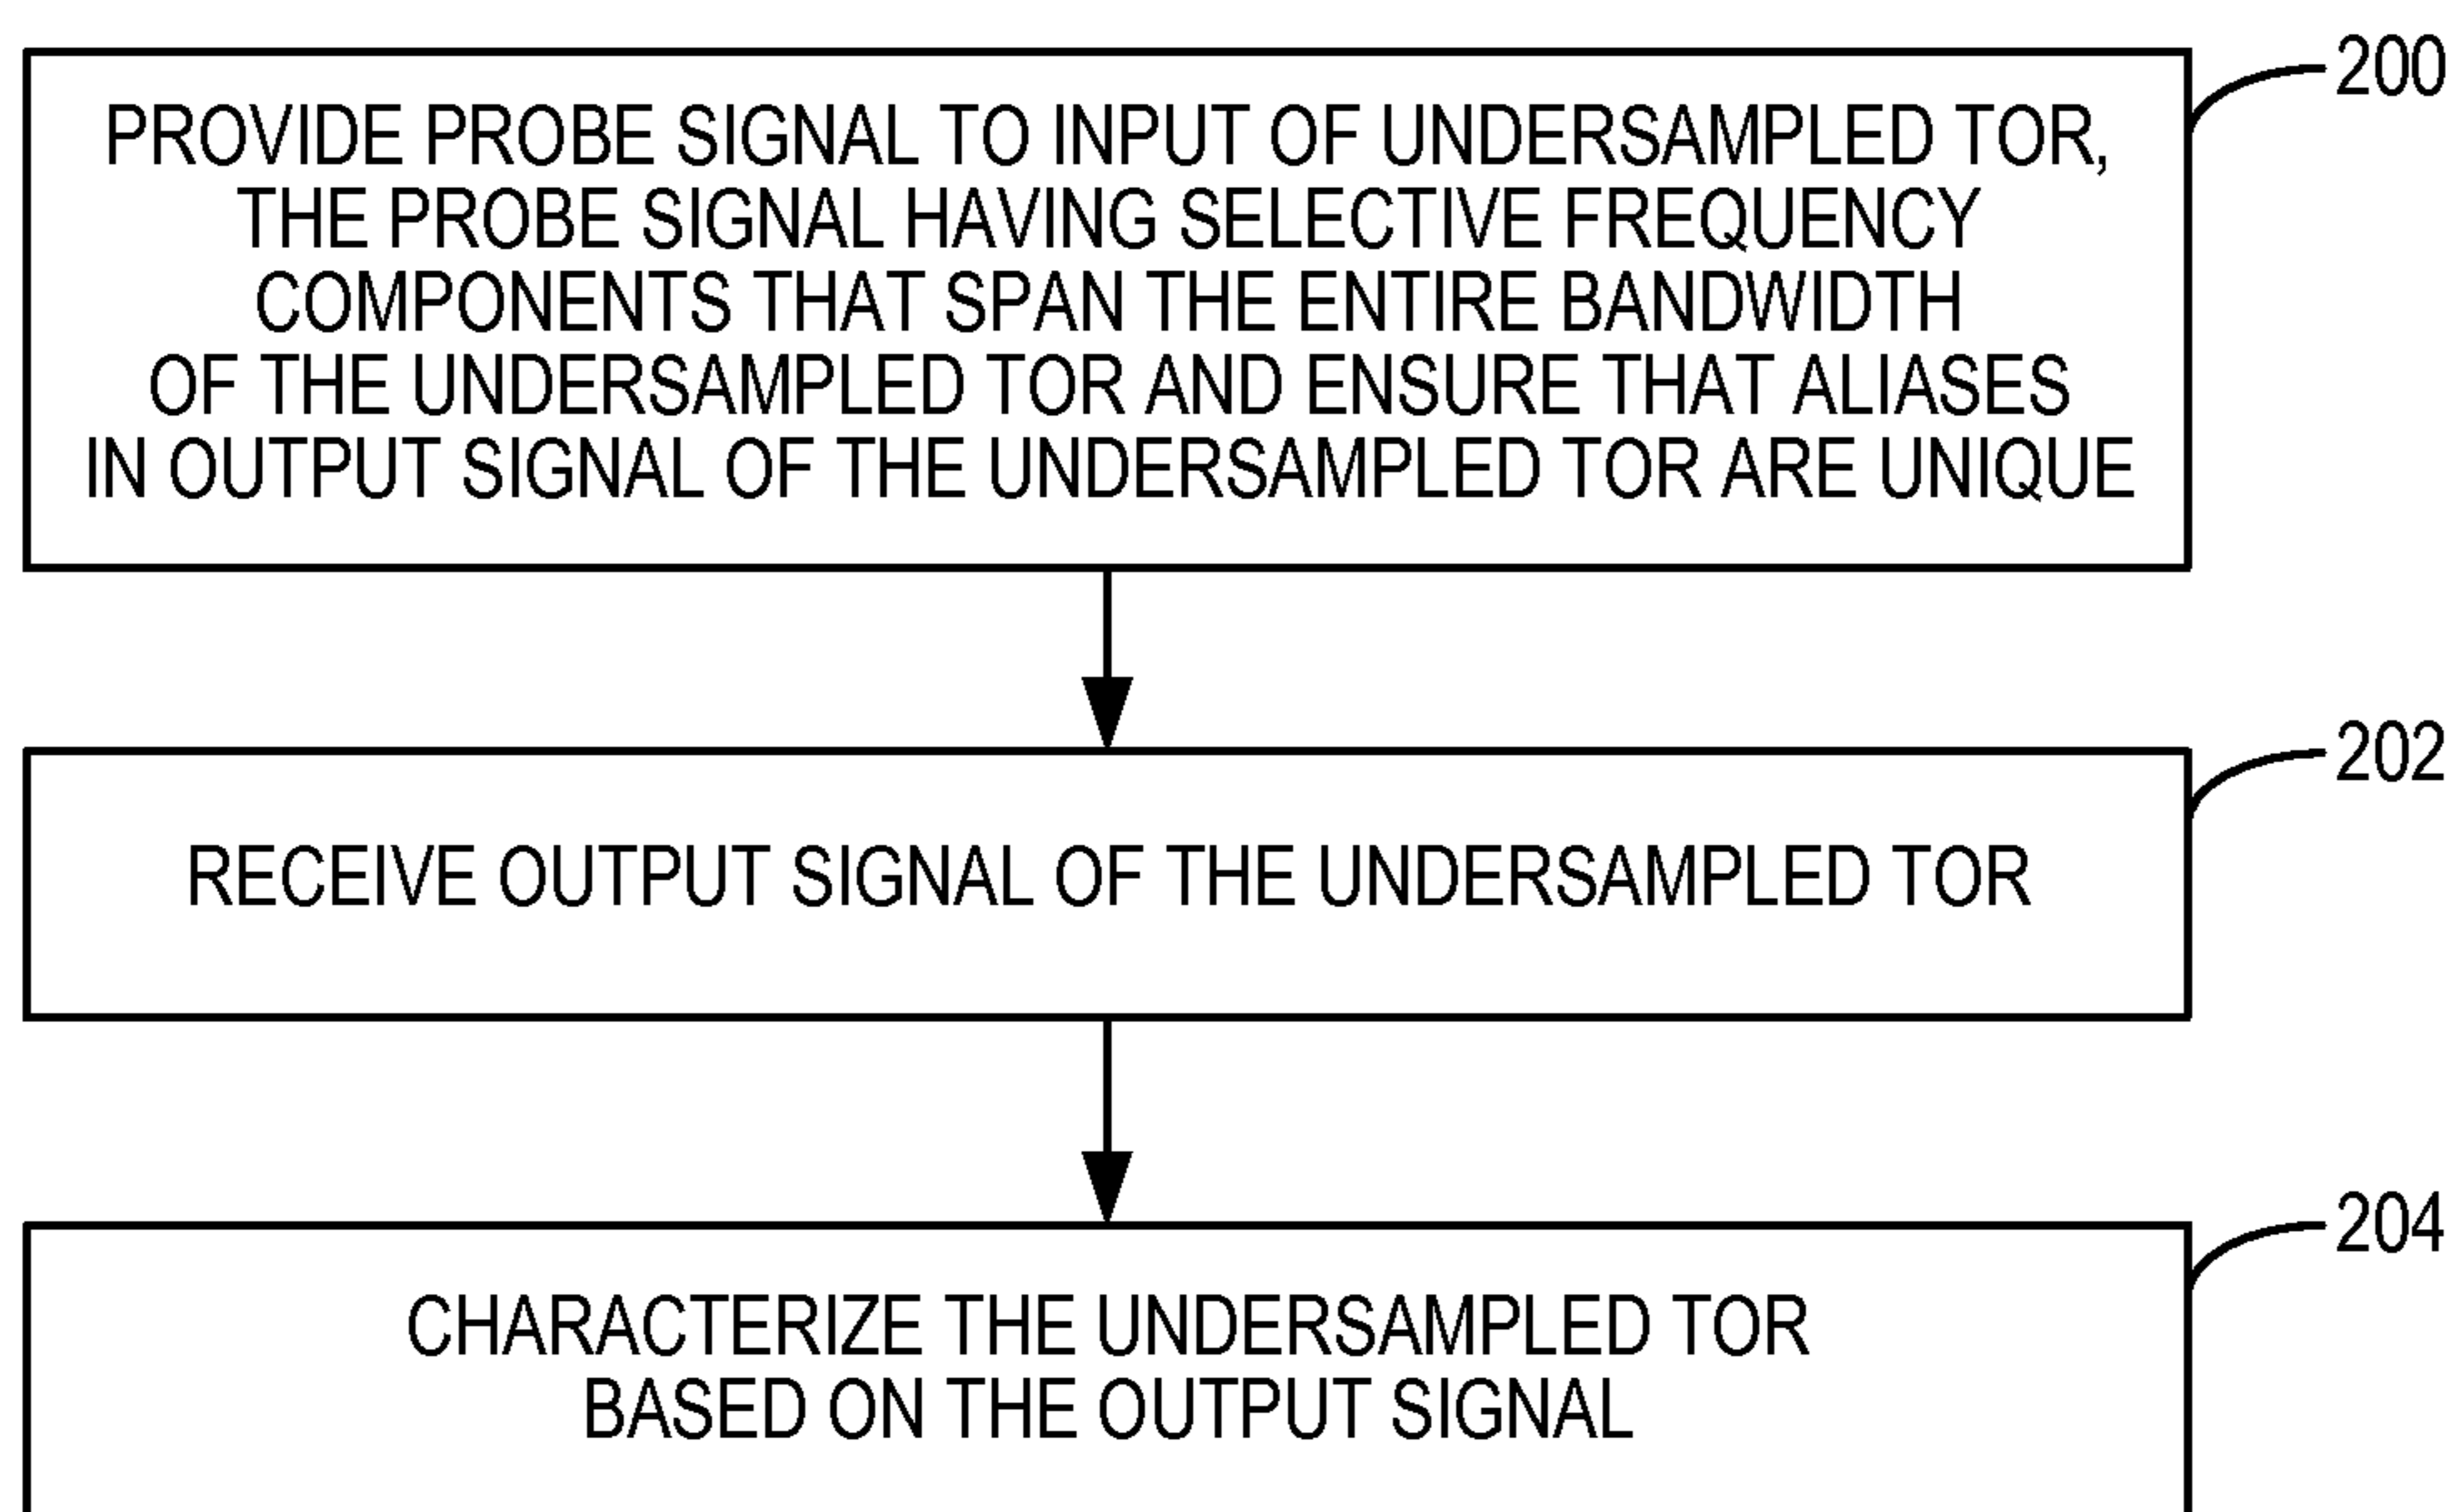 200
PROVIDE PROBE SIGNAL TO INPUT OF UNDERSAMPLED TOR,
THE PROBE SIGNAL HAVING SELECTIVE FREQUENCY
COMPONENTS THAT SPAN THE ENTIRE BANDWIDTH
OF THE UNDERSAMPLED TOR AND ENSURE THAT ALIASES
IN OUTPUT SIGNAL OF THE UNDERSAMPLED TOR ARE UNIQUE
202
RECEIVE OUTPUT SIGNAL OF THE UNDERSAMPLED TOR
204
CHARACTERIZE THE UNDERSAMPLED TOR
BASED ON THE OUTPUT SIGNAL